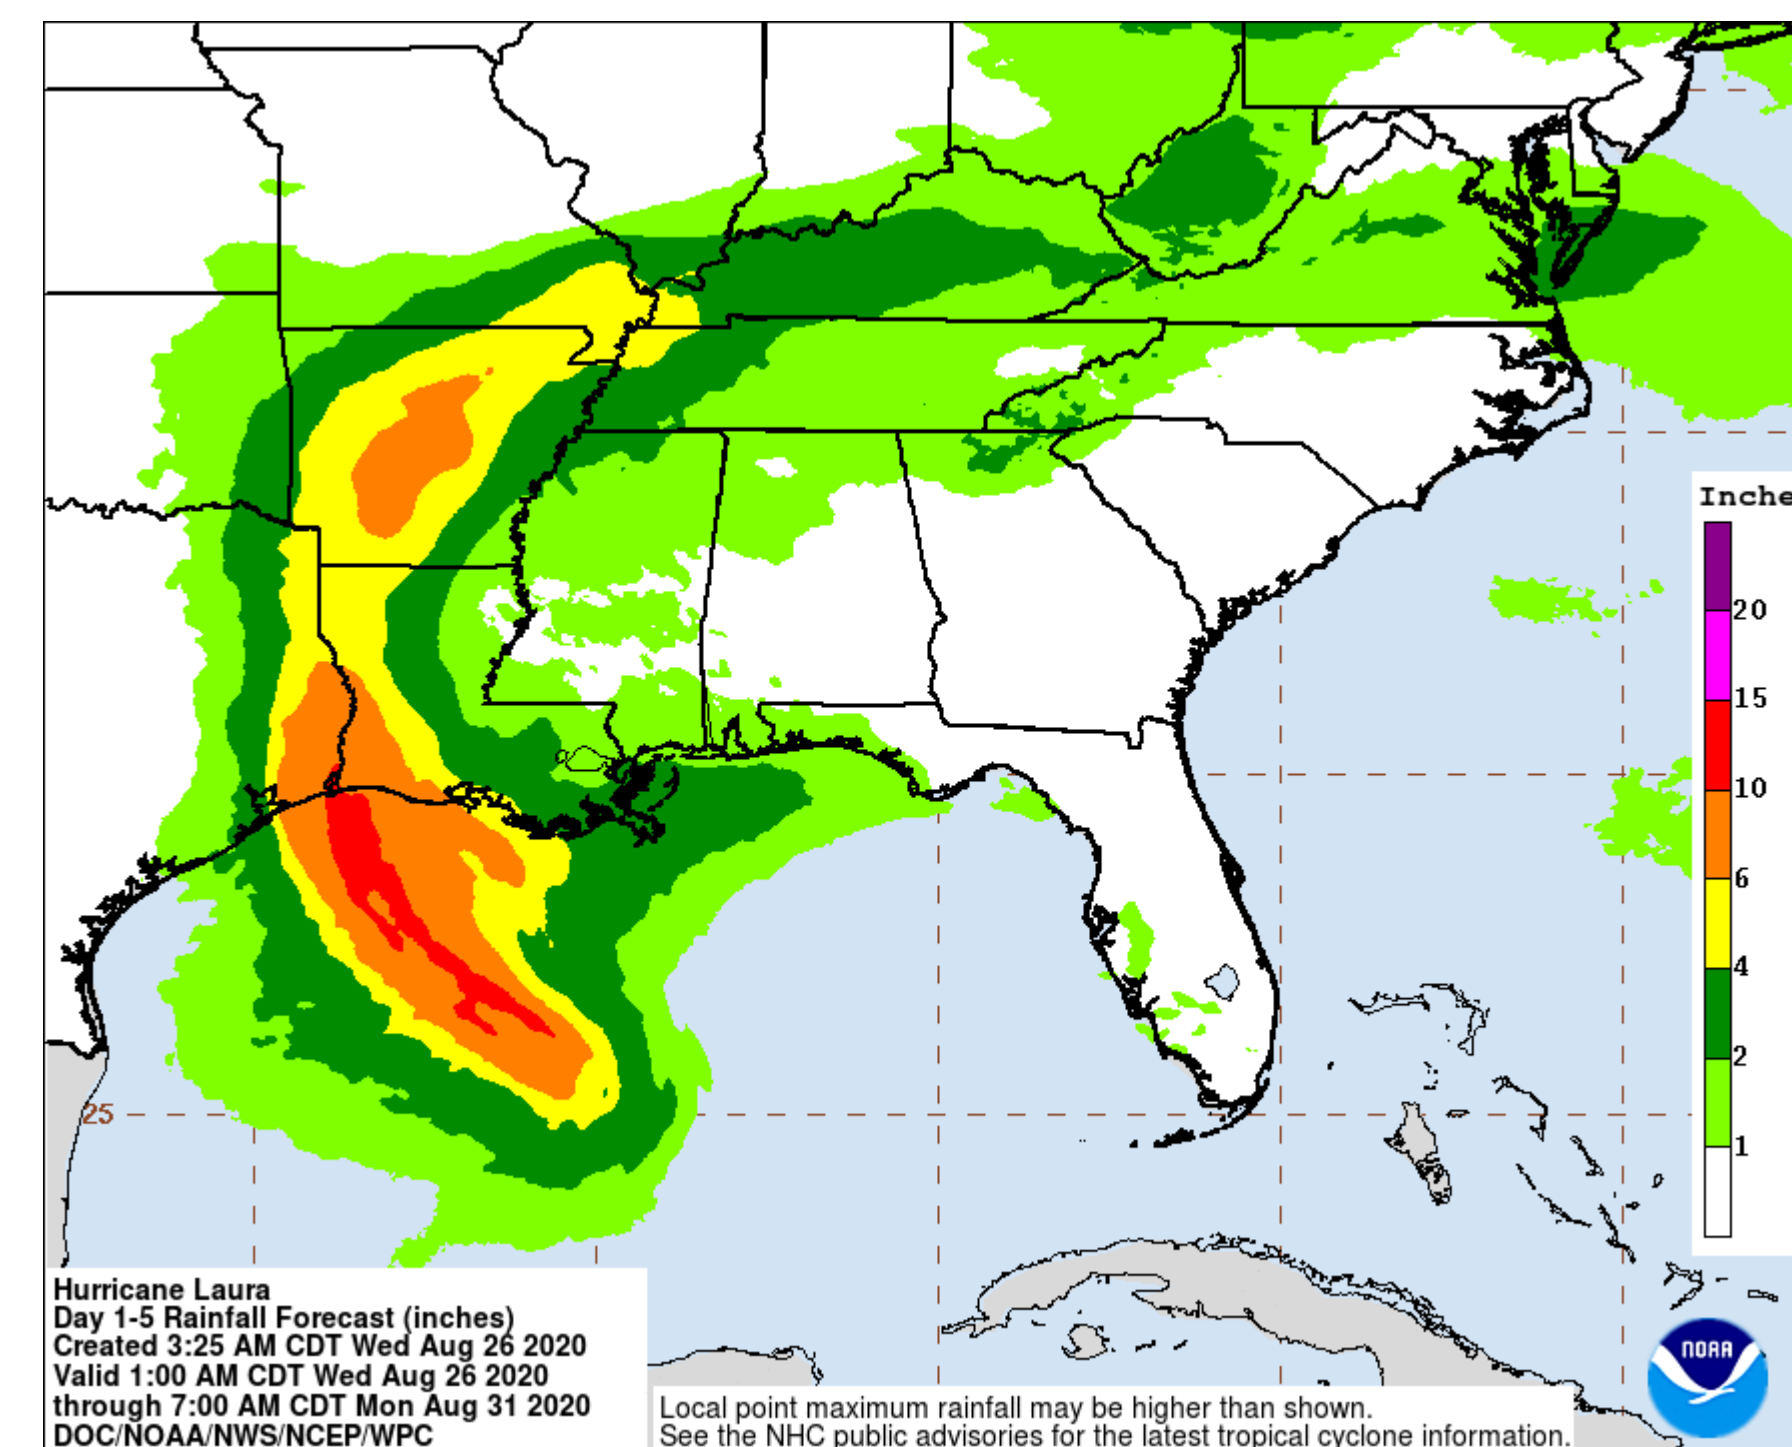 Inche
20
15
10
6
4
2
1
25
Hurricane Laura
Day 1-5 Rainfall Forecast (inches)
Created 3:25 AM CDT Wed Aug 26 2020
Valid 1:00 AM CDT Wed Aug 26 2020
through 7:00 AM CDT Mon Aug 31 2020
DOC/NOAA/NWS/NCEP/WPC
Local point maximum rainfall may be higher than shown.
See the NHC public advisories for the latest tropical cyclone information.
NOAA